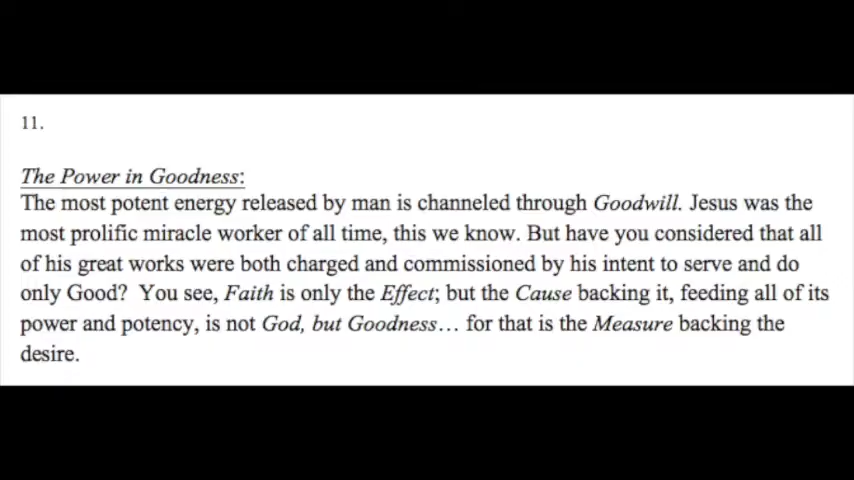 11.
The Power in Goodness:
The most potent energy released by man is channeled through Goodwill. Jesus was the
most prolific miracle worker of all time, this we know. But have you considered that all
of his great works were both charged and commissioned by his intent to serve and do
only Good? You see, Faith is only the Effect; but the Cause backing it, feeding all of its
power and potency, is not God, but Goodness… for that is the Measure backing the
desire.